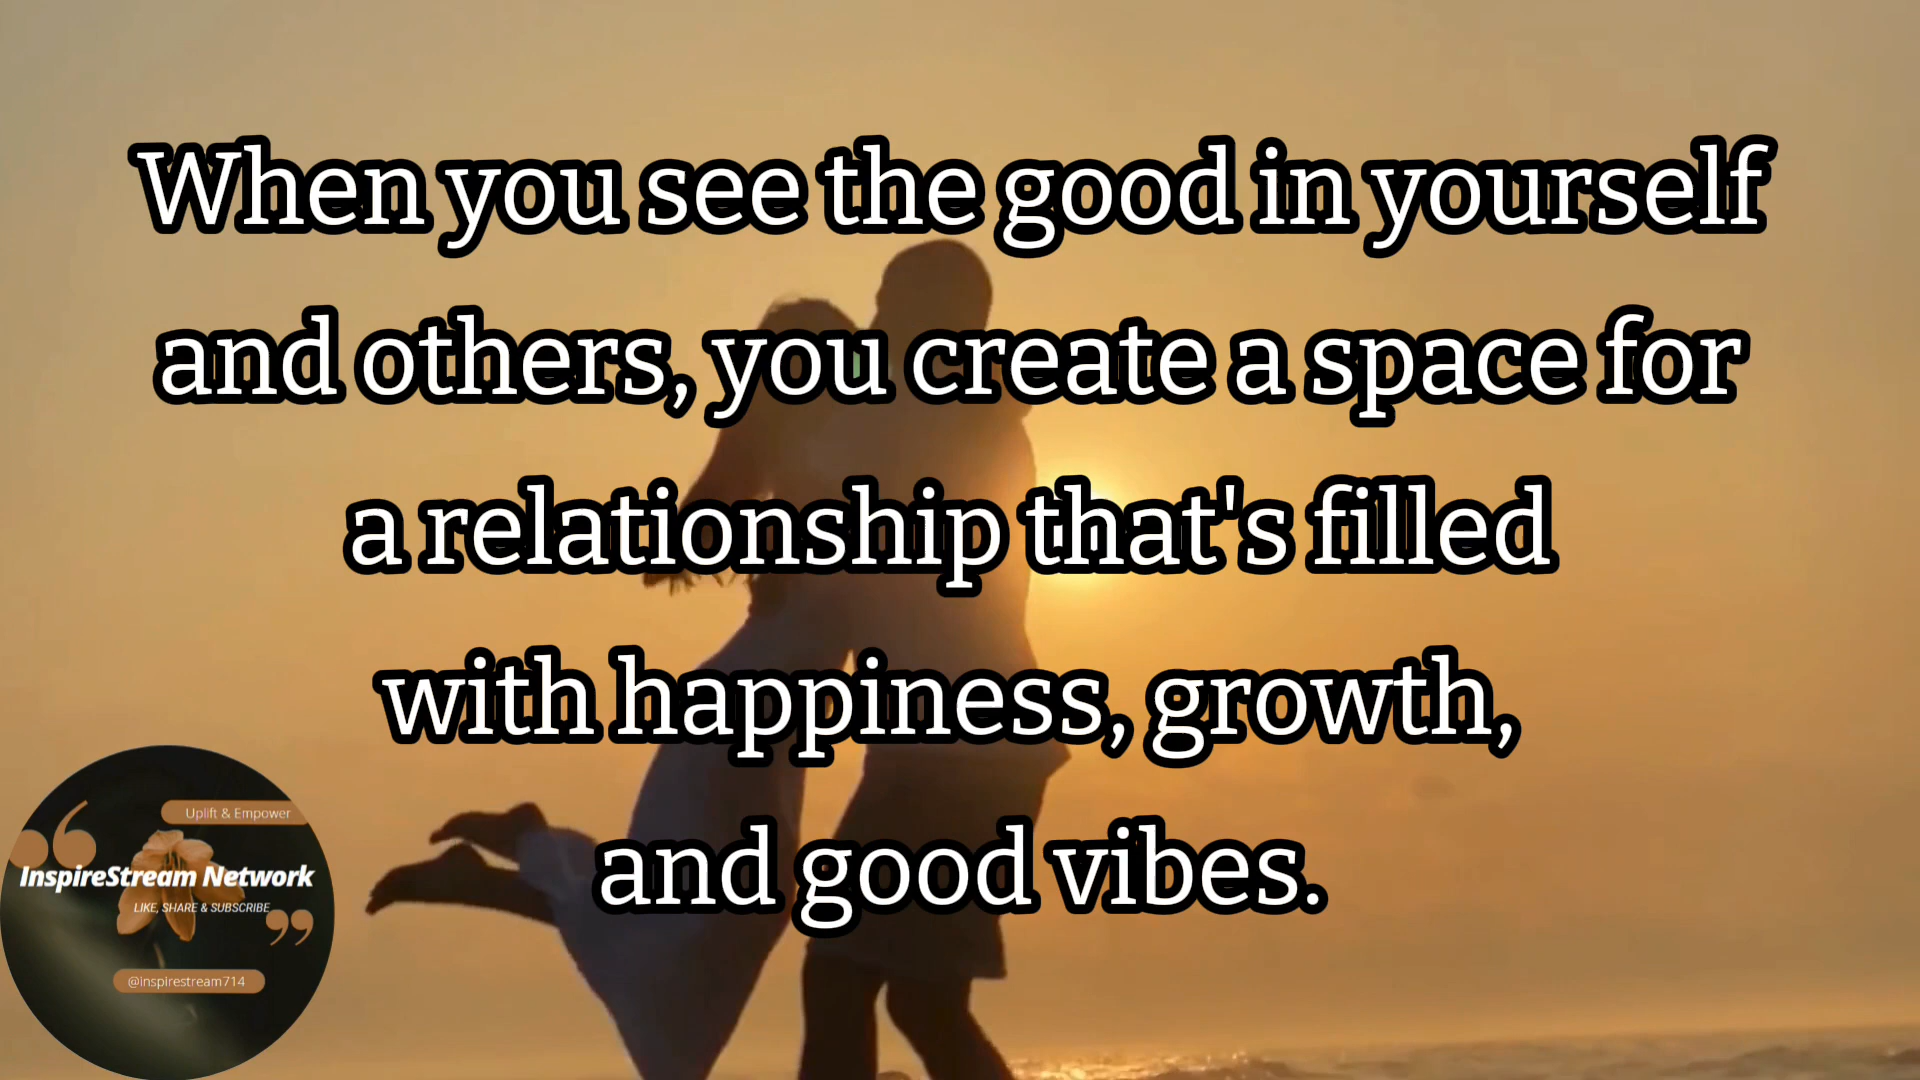 When you see the good in yourself
and others, you create a space for
a relationship that's filled
with happiness, growth,
and good vibes.
Uplift & Empower
InspireStream Network
LIKE, SHARE & SUBSCRIBE
@inspirestream714